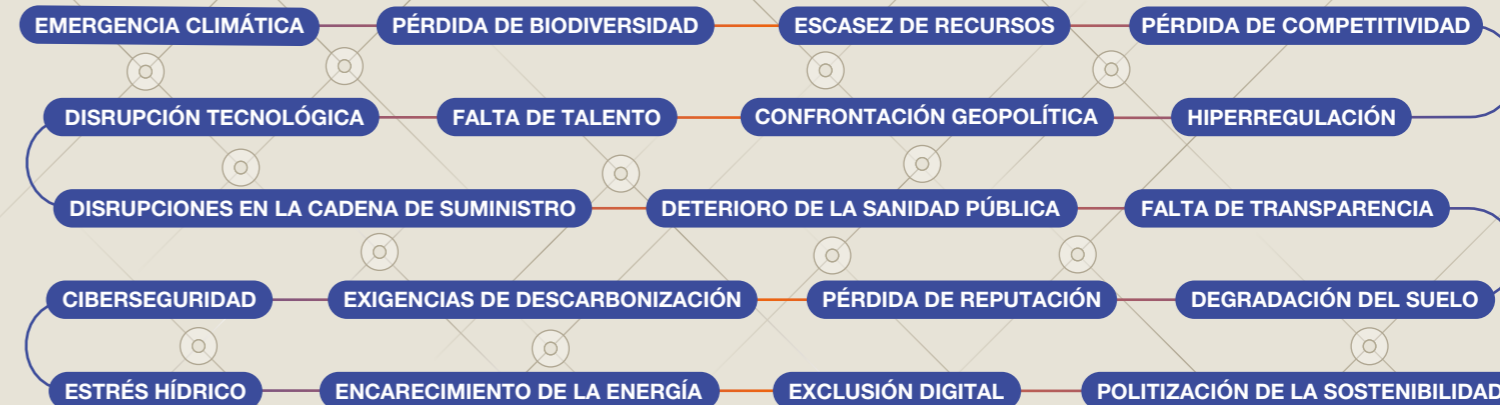 EMERGENCIA CLIMÁTICA PÉRDIDA DE BIODIVERSIDAD ESCASEZ DE RECURSOS PÉRDIDA DE COMPETITIVIDAD
DISRUPCIÓN TECNOLÓGICA FALTA DE TALENTO CONFRONTACIÓN GEOPOLÍTICA HIPERREGULACIÓN
DISRUPCIONES EN LA CADENA DE SUMINISTRO DETERIORO DE LA SANIDAD PÚBLICA FALTA DE TRANSPARENCIA
CIBERSEGURIDAD EXIGENCIAS DE DESCARBONIZACIÓN PÉRDIDA DE REPUTACIÓN DEGRADACIÓN DEL SUELO
ESTRÉS HÍDRICO ENCARECIMIENTO DE LA ENERGÍA EXCLUSIÓN DIGITAL POLITIZACIÓN DE LA SOSTENIBILIDAD